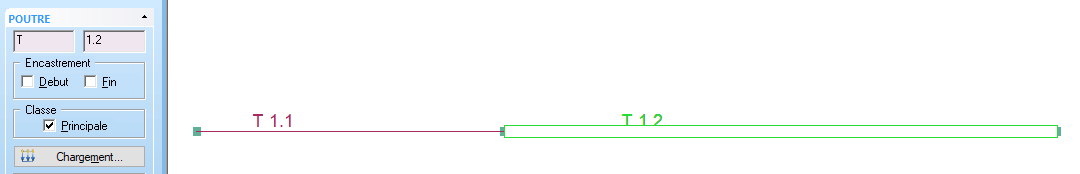 POUTRE
T 1.2
Encastrement
Debut Fin
Classe
Principale
Chargement...
T 1.1 T 1.2